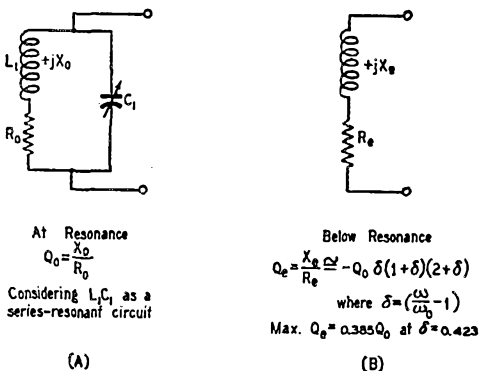 L₁
+jX₀
R₀
C₁
At Resonance
Q₀ = X₀/R₀
Considering L₁C₁ as a
series-resonant circuit
(A)
+jXₑ
Rₑ
Below Resonance
Qₑ = Xₑ/Rₑ ≅ -Q₀ δ(1+δ)(2+δ)
where δ=(ω/ω₀ -1)
Max. Qₑ = 0.385Q₀ at δ=0.423
(B)